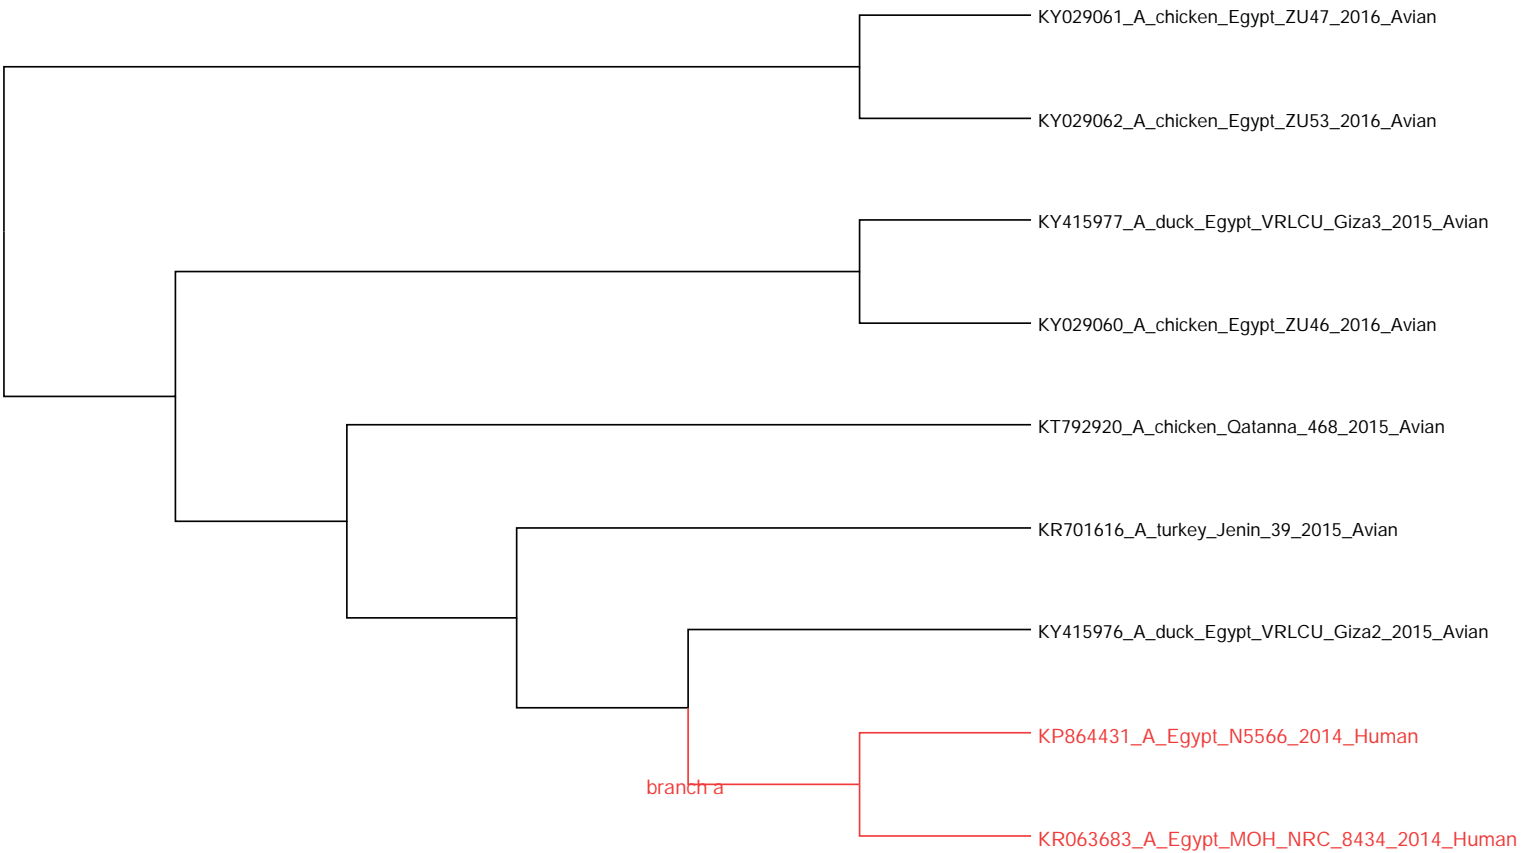 KY029061_A_chicken_Egypt_ZU47_2016_Avian
KY029062_A_chicken_Egypt_ZU53_2016_Avian
KY415977_A_duck_Egypt_VRLCU_Giza3_2015_Avian
KY029060_A_chicken_Egypt_ZU46_2016_Avian
KT792920_A_chicken_Qatanna_468_2015_Avian
KR701616_A_turkey_Jenin_39_2015_Avian
KY415976_A_duck_Egypt_VRLCU_Giza2_2015_Avian
KP864431_A_Egypt_N5566_2014_Human
branch a
KR063683_A_Egypt_MOH_NRC_8434_2014_Human